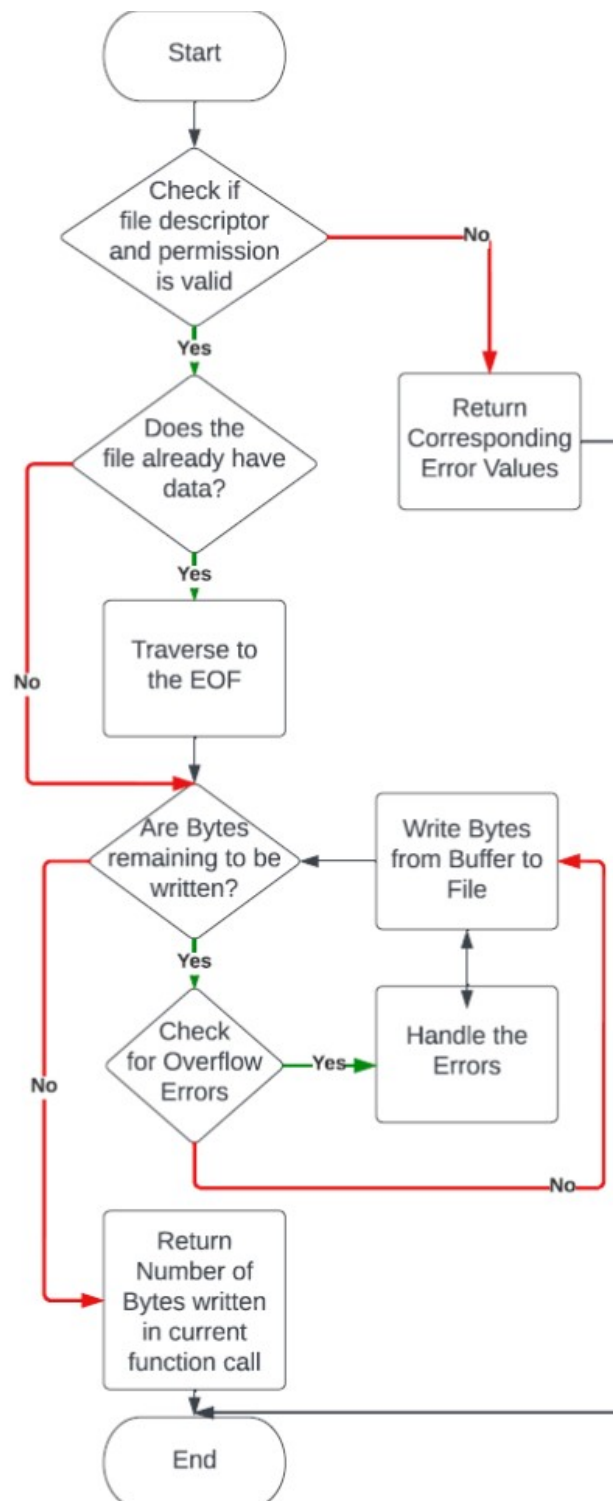 Start
Check if
file descriptor
and permission
is valid
No
Yes
Return
Corresponding
Error Values
Does the
file already have
data?
Yes
No
Traverse to
the EOF
Are Bytes
remaining to be
written?
Write Bytes
from Buffer to
File
Yes
No
Check
for Overflow
Errors
Yes
Handle the
Errors
No
Return
Number of
Bytes written
in current
function call
End